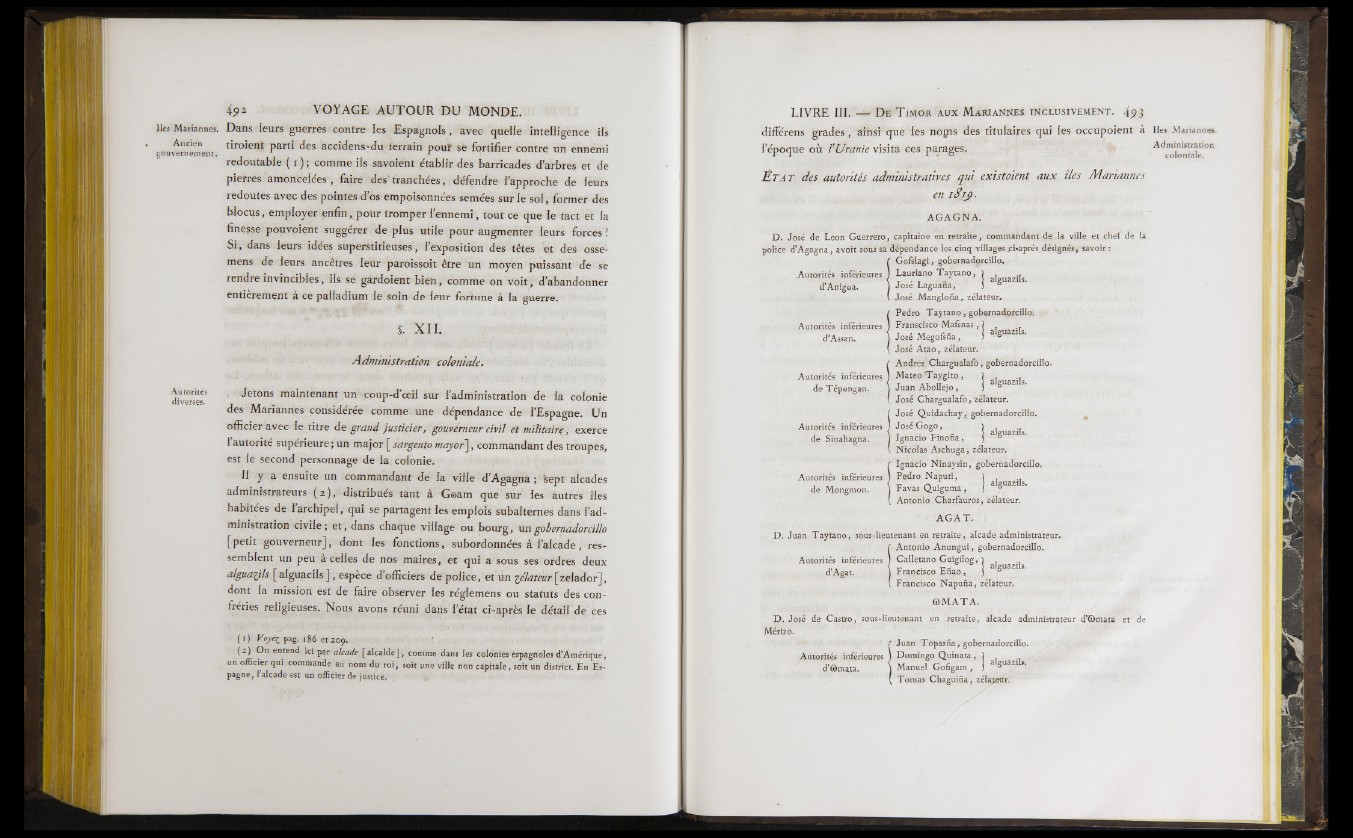 492 VOYAGE AUTOUR DU MONDE.
Iles Mariannes.
Ancien
gouvernement.
Dans leurs guerres contre les Espagnols, avec quelle intelligence ils
tiroient parti des accidens du terrain pour se fortifier contre un ennemi
redoutable (1); comme ils savoient établir des barricades d'arbres et de
pierres amoncelées, faire des tranchées, défendre l'approche de leurs
redoutes avec des pointes d'os empoisonnées semées sur le sol, former des
blocus, employer enfin, pour tromper l'ennemi, tout ce que le tact et la
finesse pouvoient suggérer de plus utile pour augmenter leurs forces!
Si, dans leurs idées superstitieuses, l'exposition des têtes et des osse-
mens de leurs ancêtres leur paroissoit être un moyen puissant de se
rendre invincibles, ils se gardoient bien, comme on voit, d'abandonner
entièrement à ce palladium le soin de leur fortune à la guerre.
§. XII.
Administration coloniale.
Autorités
diverses.
Jetons maintenant un coup-d'œil sur l'administration de la colonie
des Mariannes considérée comme une dépendance de l'Espagne. Un
officier avec le titre de grand justicier, gouverneur civil et militaire, exerce
l'autorité supérieure; un major [sargento mayor], commandant des troupes,
est le second personnage de la colonie.
Il y a ensuite un commandant de la ville d'Agagna; sept alcades
administrateurs (2), distribués tant à Goam que sur les autres îles
habitées de l'archipel, qui se partagent les emplois subalternes dans l'ad-
ministration civile; et, dans chaque village ou bourg, un gobernadorcillo
[petit gouverneur], dont les fonctions, subordonnées à l'alcade, res-
semblent un peu à celles de nos maires, et qui a sous ses ordres deux
alguazils [alguacils], espèce d'officiers de police, et un zélateur [zelador],
dont la mission est de faire observer les réglemens ou statuts des con-
fréries religieuses. Nous avons réuni dans l'état ci-après le détail de ces
(1) Voyez pag. 186 et 209.
(2) On entend ici par alcade [alcalde], comme dans les colonies espagnoles d'Amérique,
un officier qui commande au nom du roi, soit une ville non capitale, soit un district. En Es-
pagne, l'alcade est un officier de justice.
LIVRE III. — DE TIMOR AUX MARIANNES INCLUSIVEMENT. 493
différens grades, ainsi que les noms des titulaires qui les occupoient à
l'époque où l'Uranie visita ces parages.
Iles Mariannes.
Administration
coloniale.
ÉTAT des autorités administratives qui existoient aux îles Mariannes
en 1819.
AGAGNA.
D. José de Leon Guerrero, capitaine en retraite, commandant de la ville et chef de la
police d'Agagna, avoit sous sa dépendance les cinq villages ci-après désignés, savoir:
Autorités inférieures
d'Anigoa.
Gofslagi, gobernadorcillo.
Lauriano Taytano,
José Laguaña,
alguazils.
José Mangloña, zélateur.
Autorités inférieures
d'Assan.
Pedro Taytano, gobernadorcillo.
Franscisco Mafinas,
José Megofsña,
alguazils.
José Atao, zélateur.
Autorités inférieures
de Tépongan.
Andres Chargualafo, gobernadorcillo.
Mateo Taygito,
Juan Abollejo,
alguazils.
José Chargualafo, zélateur.
Autorités inférieures
de Sinahagna.
José Quidachay, gobernadorcillo.
José Gogo,
Ignacio Finoña,
alguazils.
Nicolas Aschuga, zélateur.
Autorités inférieures
de Mongmon.
Ignacio Ninaysin, gobernadorcillo.
Pedro Naputi,
Favas Quiguma,
alguazils.
Antonio Charfauros, zélateur.
AGAT.
D. Juan Taytano, sous-lieutenant en retraite, alcade administrateur.
Autorités inférieures
d'Agat.
Antonio Anungui, gobernadorcillo.
Calletano Guigilog,
Francisco Eñao,
alguazils.
Francisco Napuña, zélateur.
ѠMATA.
D. José de Castro, sous-lieutenant en retraite, alcade administrateur d'Ѡmata et de
Mérizo.
Autorités inférieures
d'Ѡmata.
Juan Topasña, gobernadorcillo.
Domingo Quinata,
Manuel Gofigam,
alguazils.
Tomas Chaguiña, zélateur.